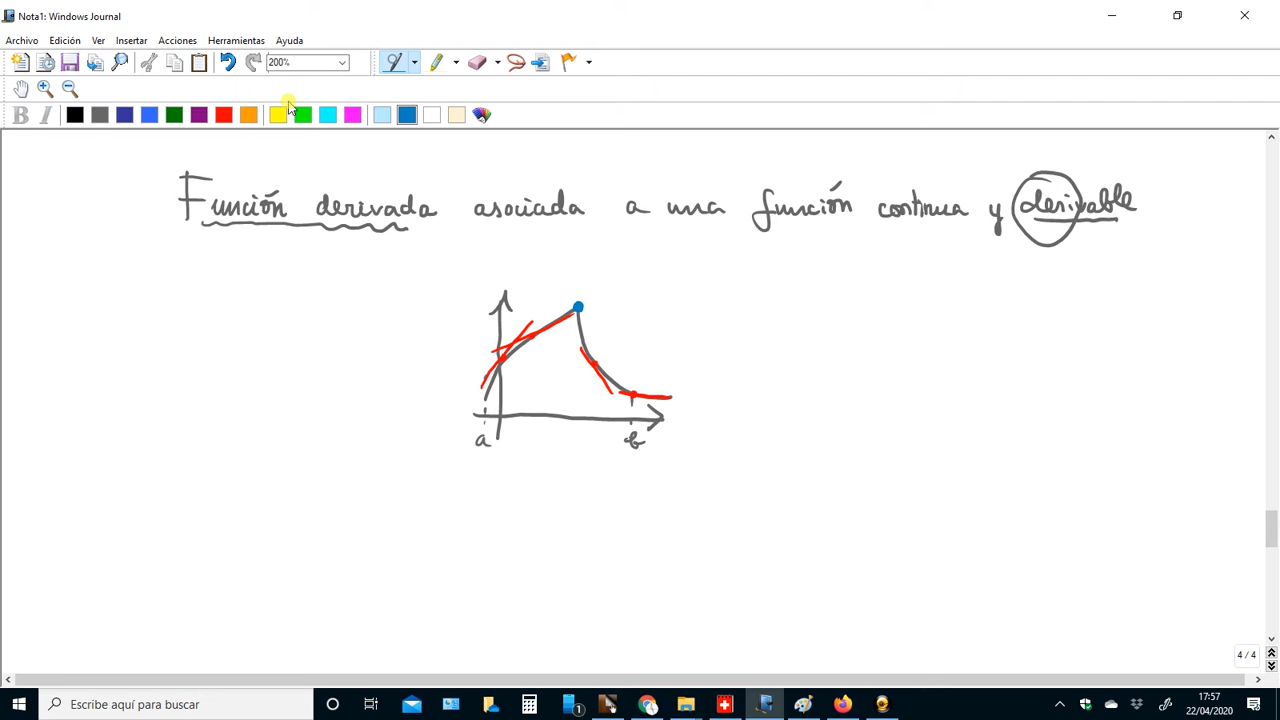 Nota1: Windows Journal
Archivo Edición Ver Insertar Acciones Herramientas Ayuda
200%
B I
Función derivada asociada a una función continua y derivable
a b
4 / 4
Escribe aquí para buscar
1
17:57
22/04/2020